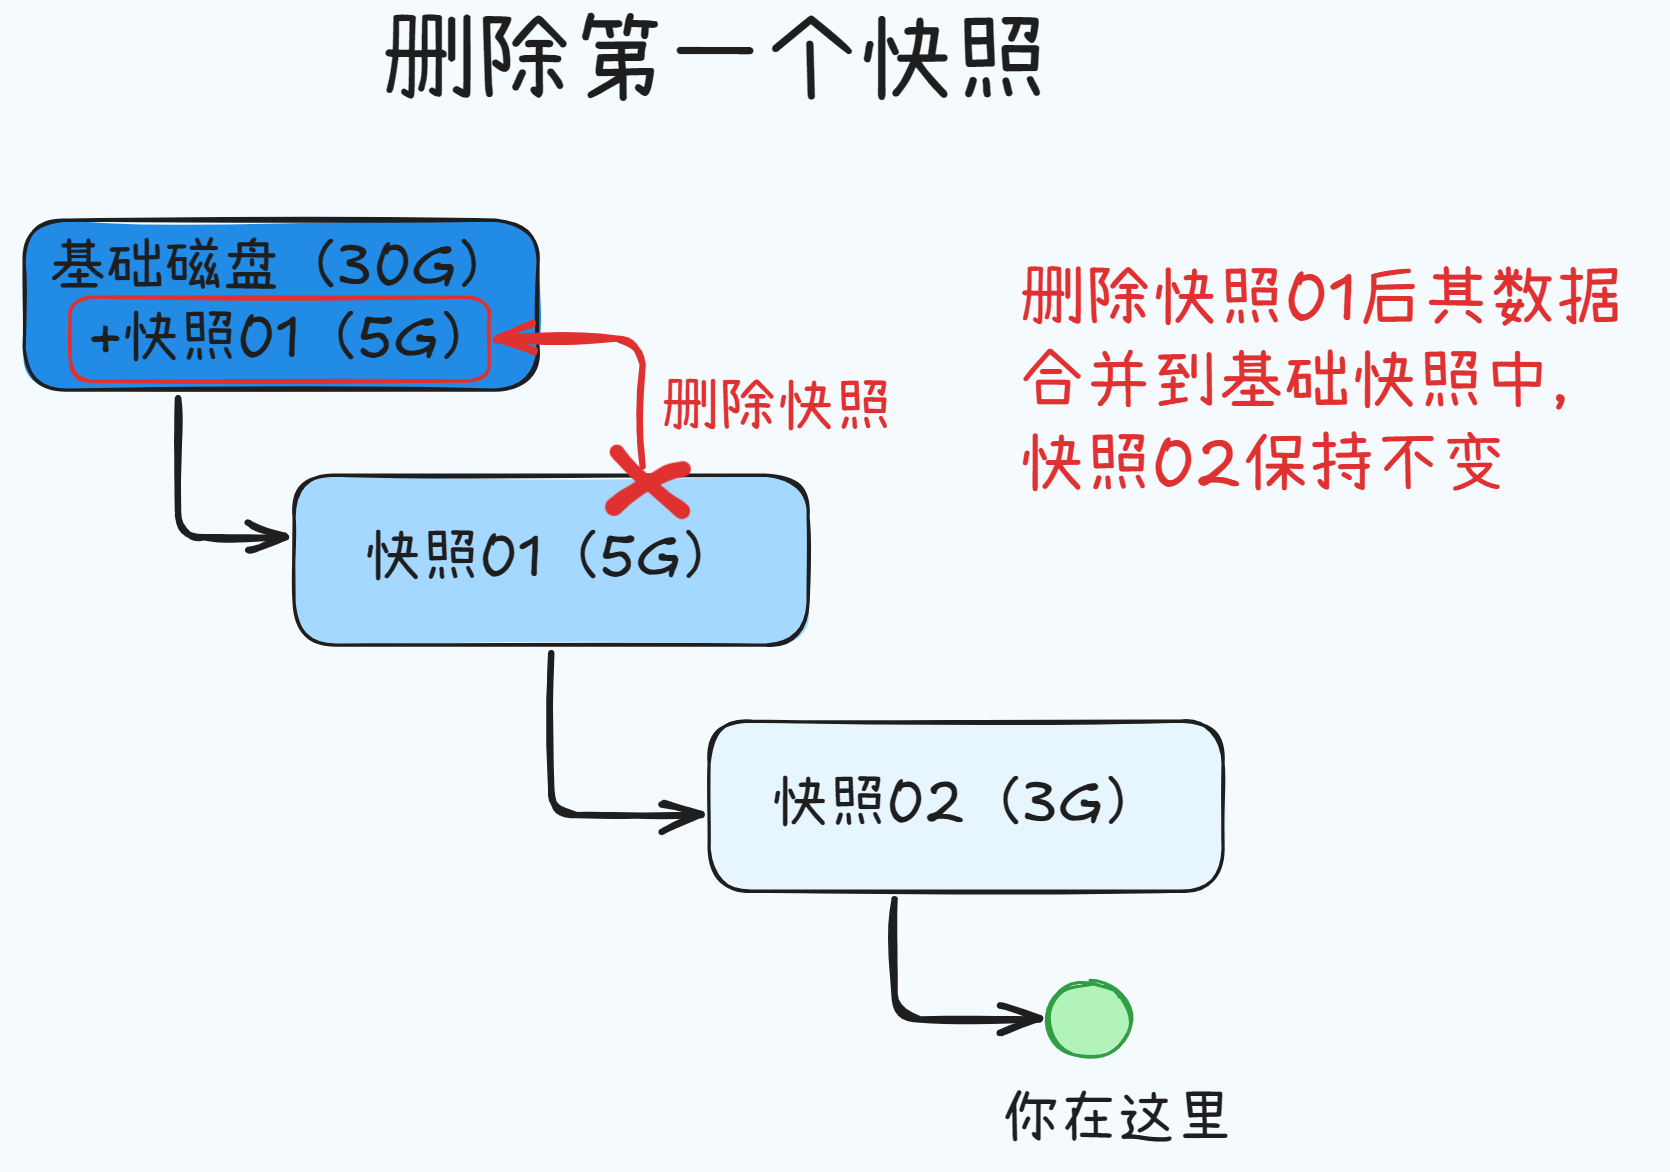 删除第一个快照
基础磁盘（30G）
+快照01（5G）
删除快照01后其数据
合并到基础快照中,
快照02保持不变
删除快照
快照01（5G）
快照02（3G）
你在这里